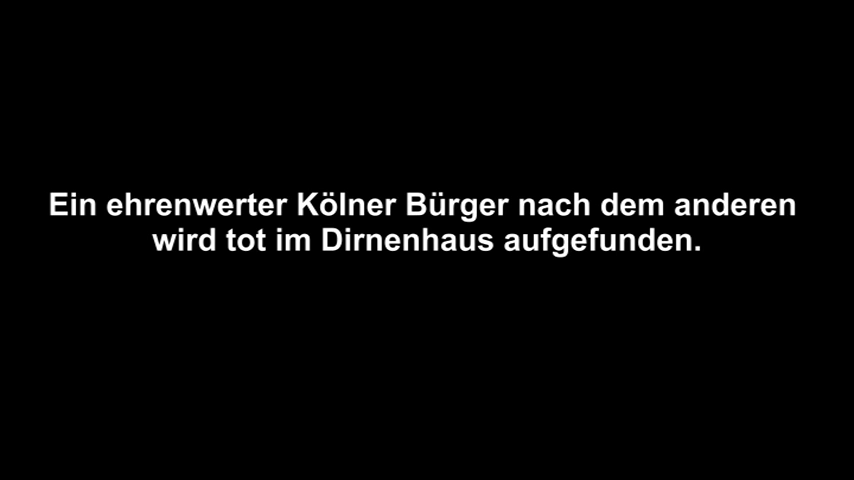 Ein ehrenwerter Kölner Bürger nach dem anderen
wird tot im Dirnenhaus aufgefunden.